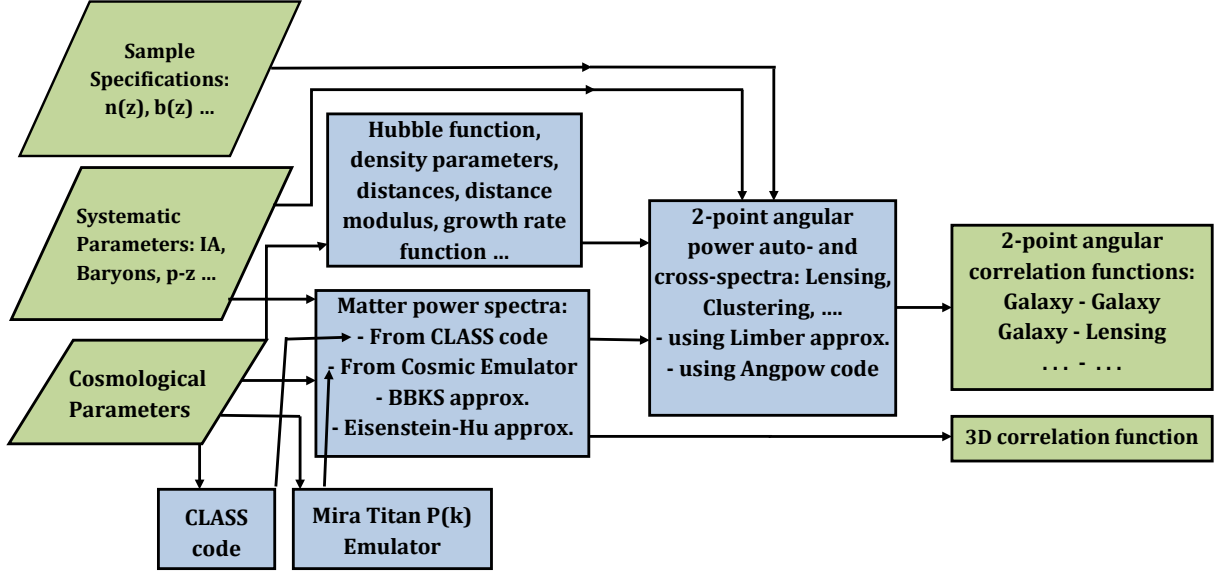 Sample
Specifications:
n(z), b(z) ...
Systematic
Parameters: IA,
Baryons, p-z ...
Cosmological
Parameters
Hubble function,
density parameters,
distances, distance
modulus, growth rate
function ...
Matter power spectra:
- From CLASS code
- From Cosmic Emulator
- BBKS approx.
- Eisenstein-Hu approx.
CLASS
code
Mira Titan P(k)
Emulator
2-point angular
power auto- and
cross-spectra: Lensing,
Clustering, ....
- using Limber approx.
- using Angpow code
2-point angular
correlation functions:
Galaxy - Galaxy
Galaxy - Lensing
. . . - . . .
3D correlation function